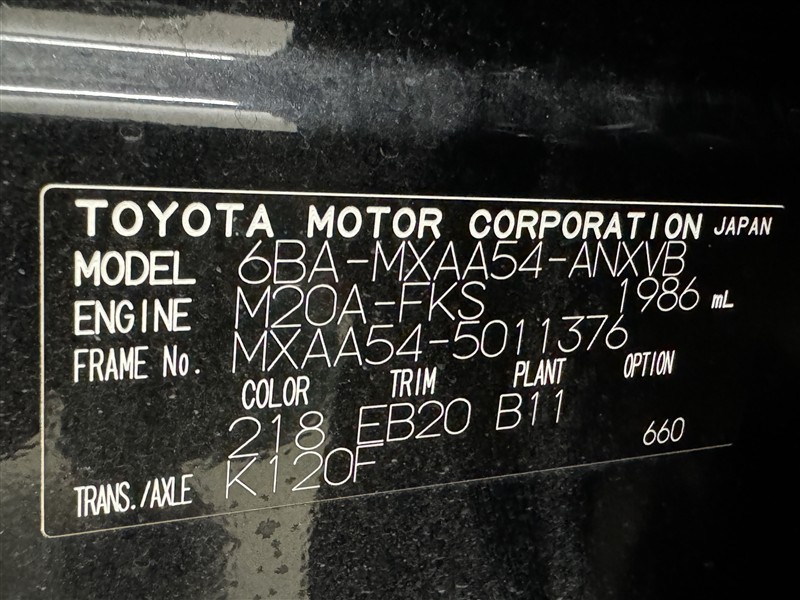 TOYOTA MOTOR CORPORATION JAPAN
MODEL 6BA-MXAA54-ANXVB
ENGINE M20A-FKS 1986 mL
FRAME No. MXAA54-5011376
COLOR TRIM PLANT OPTION
218 EB20 B11 660
TRANS./AXLE K120F